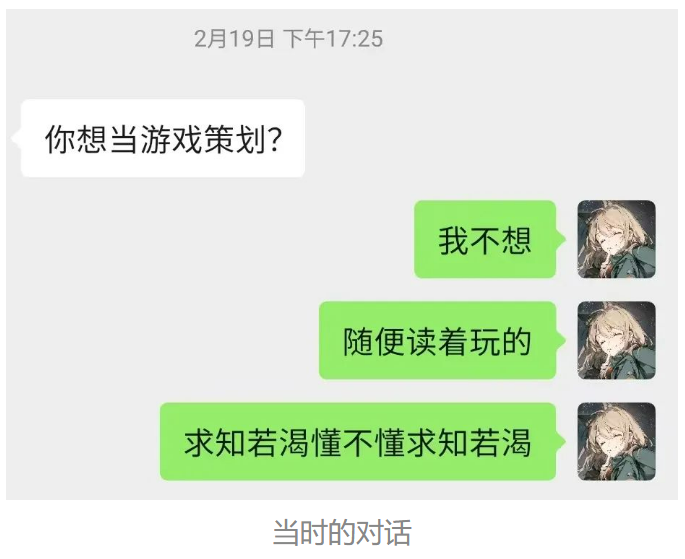 2月19日 下午17:25
你想当游戏策划？
我不想
随便读着玩的
求知若渴懂不懂求知若渴
当时的对话